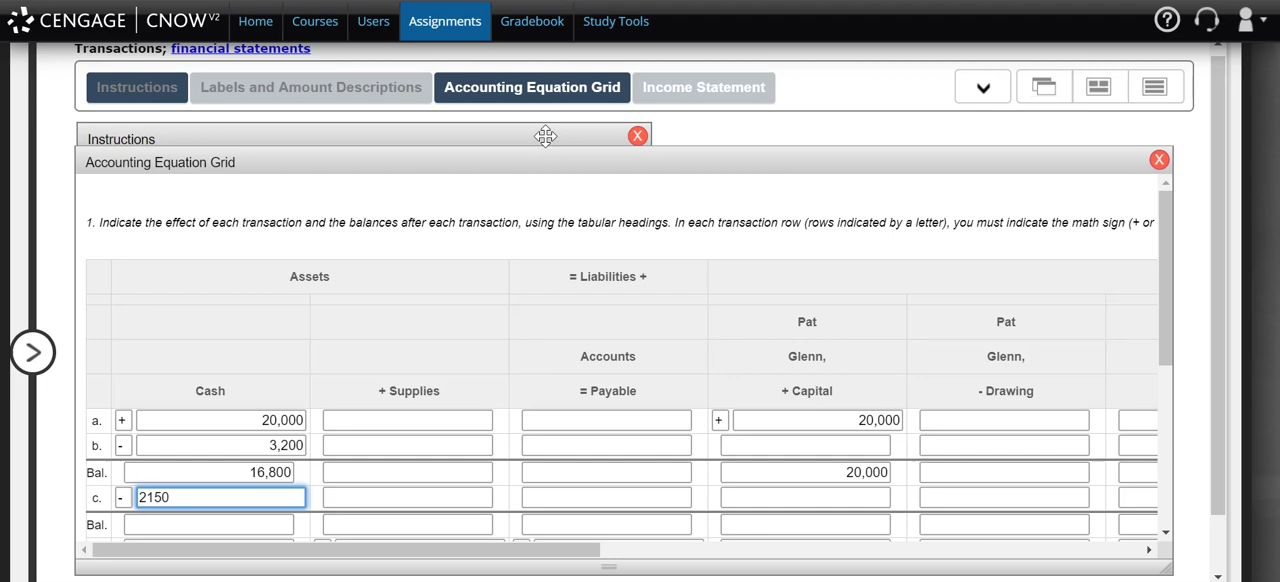 CENGAGE CNOWV2 Home Courses Users Assignments Gradebook Study Tools
Transactions; financial statements
Instructions Labels and Amount Descriptions Accounting Equation Grid Income Statement
Instructions X
Accounting Equation Grid X
1. Indicate the effect of each transaction and the balances after each transaction, using the tabular headings. In each transaction row (rows indicated by a letter), you must indicate the math sign (+ or
Assets = Liabilities +
Pat Pat
Accounts Glenn, Glenn,
Cash + Supplies = Payable + Capital - Drawing
a. + 20,000 + 20,000
b. - 3,200
Bal. 16,800 20,000
c. - 2150
Bal.